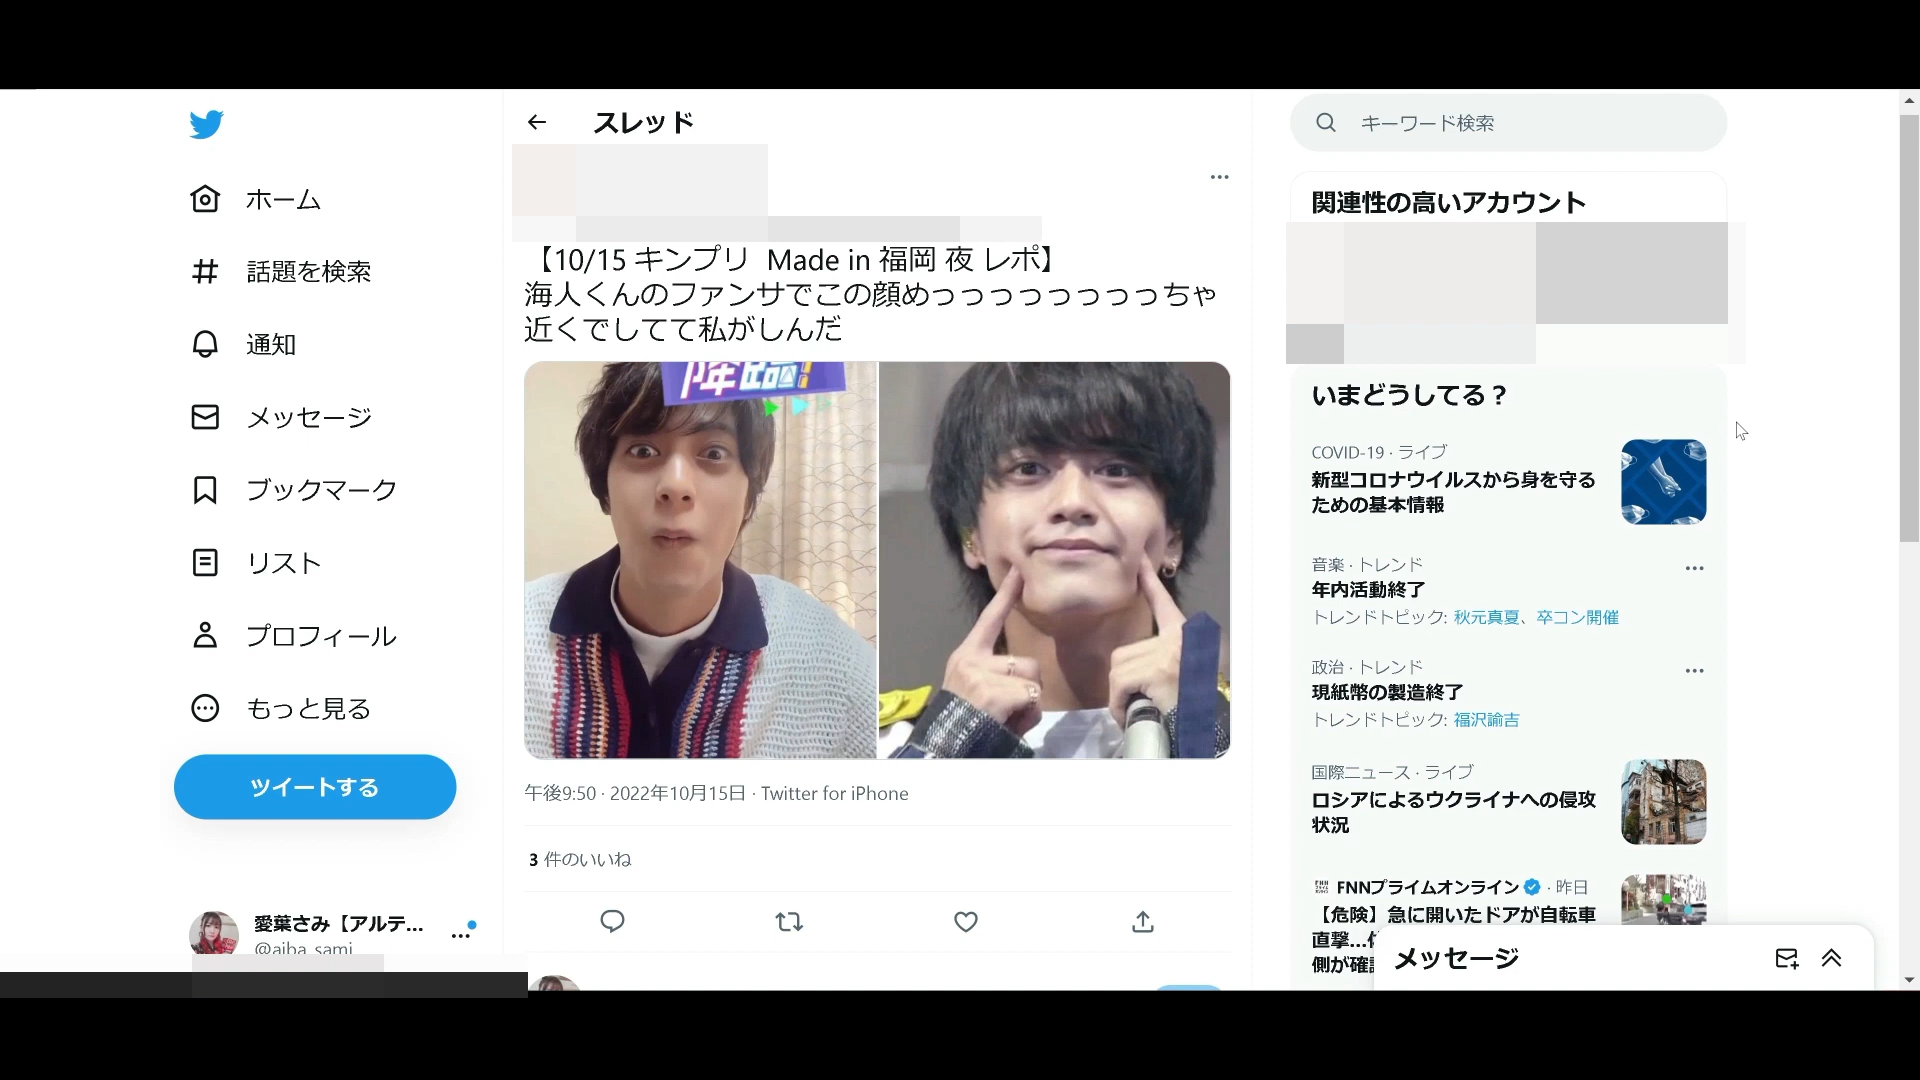 ホーム
話題を検索
通知
メッセージ
ブックマーク
リスト
プロフィール
もっと見る
ツイートする
愛葉さみ【アルテ...
@aiba_sami
スレッド
【10/15 キンプリ Made in 福岡 夜 レポ】
海人くんのファンサでこの顔めっっっっっっっっちゃ
近くでしてて私がしんだ
降臨!
午後9:50 · 2022年10月15日 · Twitter for iPhone
3 件のいいね
キーワード検索
関連性の高いアカウント
いまどうしてる？
COVID-19 · ライブ
新型コロナウイルスから身を守る
ための基本情報
音楽 · トレンド
年内活動終了
トレンドトピック: 秋元真夏、卒コン開催
政治 · トレンド
現紙幣の製造終了
トレンドトピック: 福沢諭吉
国際ニュース · ライブ
ロシアによるウクライナへの侵攻
状況
FNNプライムオンライン · 昨日
【危険】急に開いたドアが自転車
直撃...
側が確
メッセージ